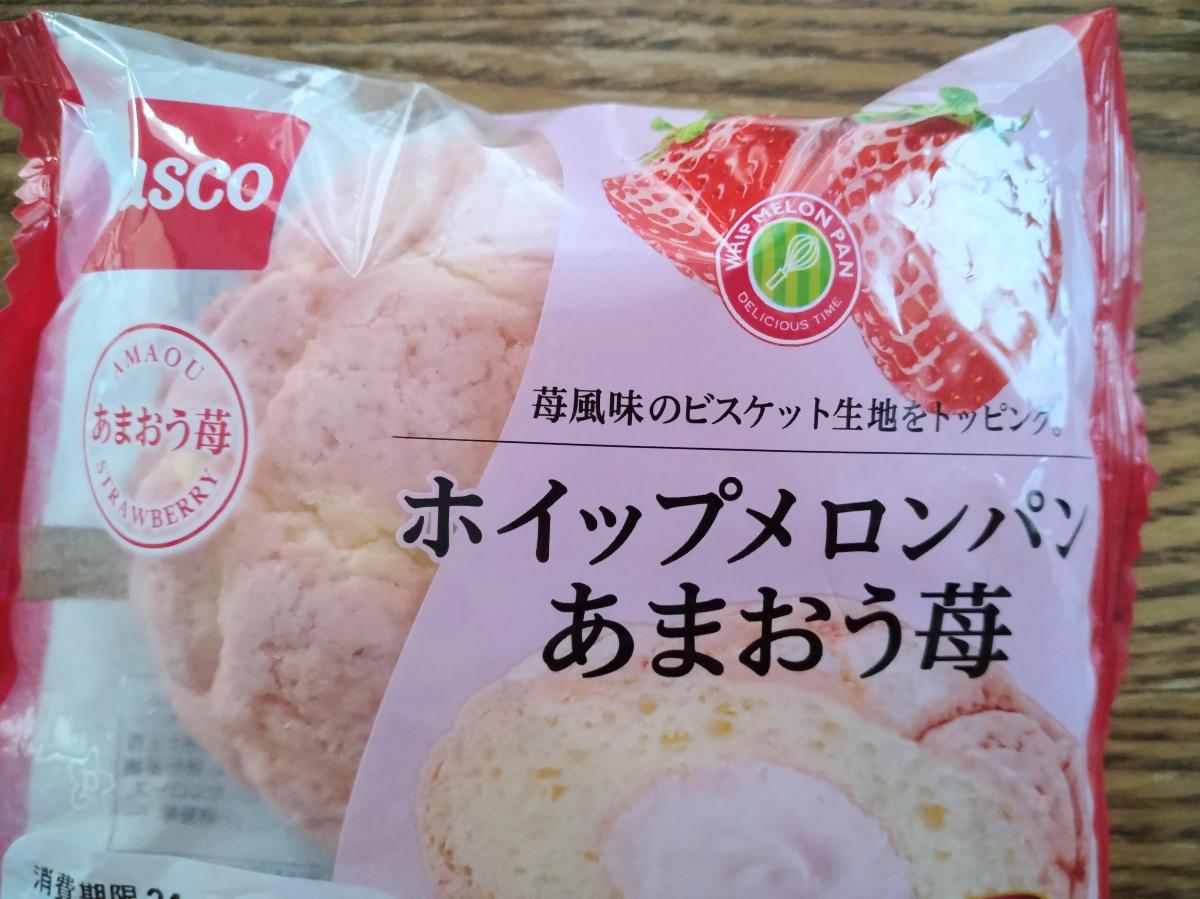 asco
WHIP MELON PAN
DELICIOUS TIME
AMAOU
あまおう苺
STRAWBERRY
苺風味のビスケット生地をトッピング。
ホイップメロンパン
あまおう苺
消費期限 24